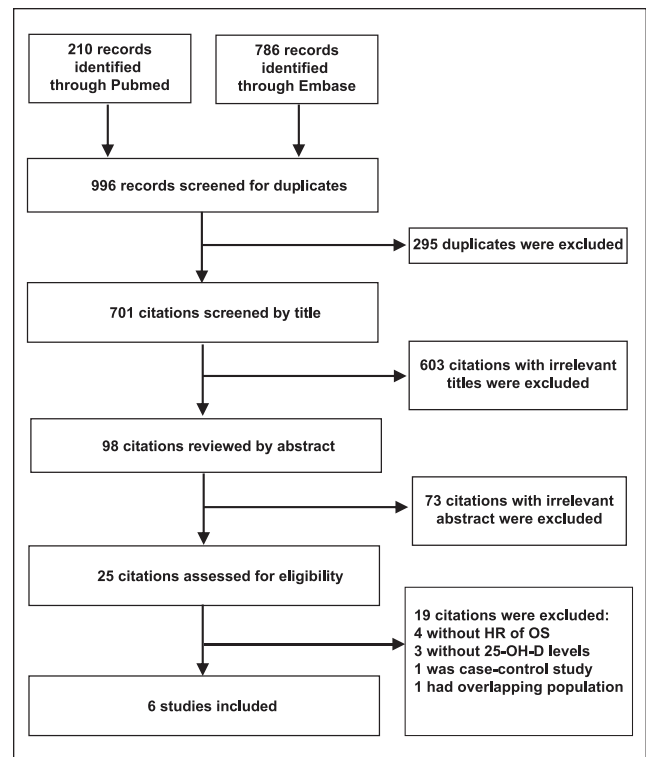 210 records
identified
through Pubmed
786 records
identified
through Embase
996 records screened for duplicates
295 duplicates were excluded
701 citations screened by title
603 citations with irrelevant
titles were excluded
98 citations reviewed by abstract
73 citations with irrelevant
abstract were excluded
25 citations assessed for eligibility
19 citations were excluded:
4 without HR of OS
3 without 25-OH-D levels
1 was case-control study
1 had overlapping population
6 studies included